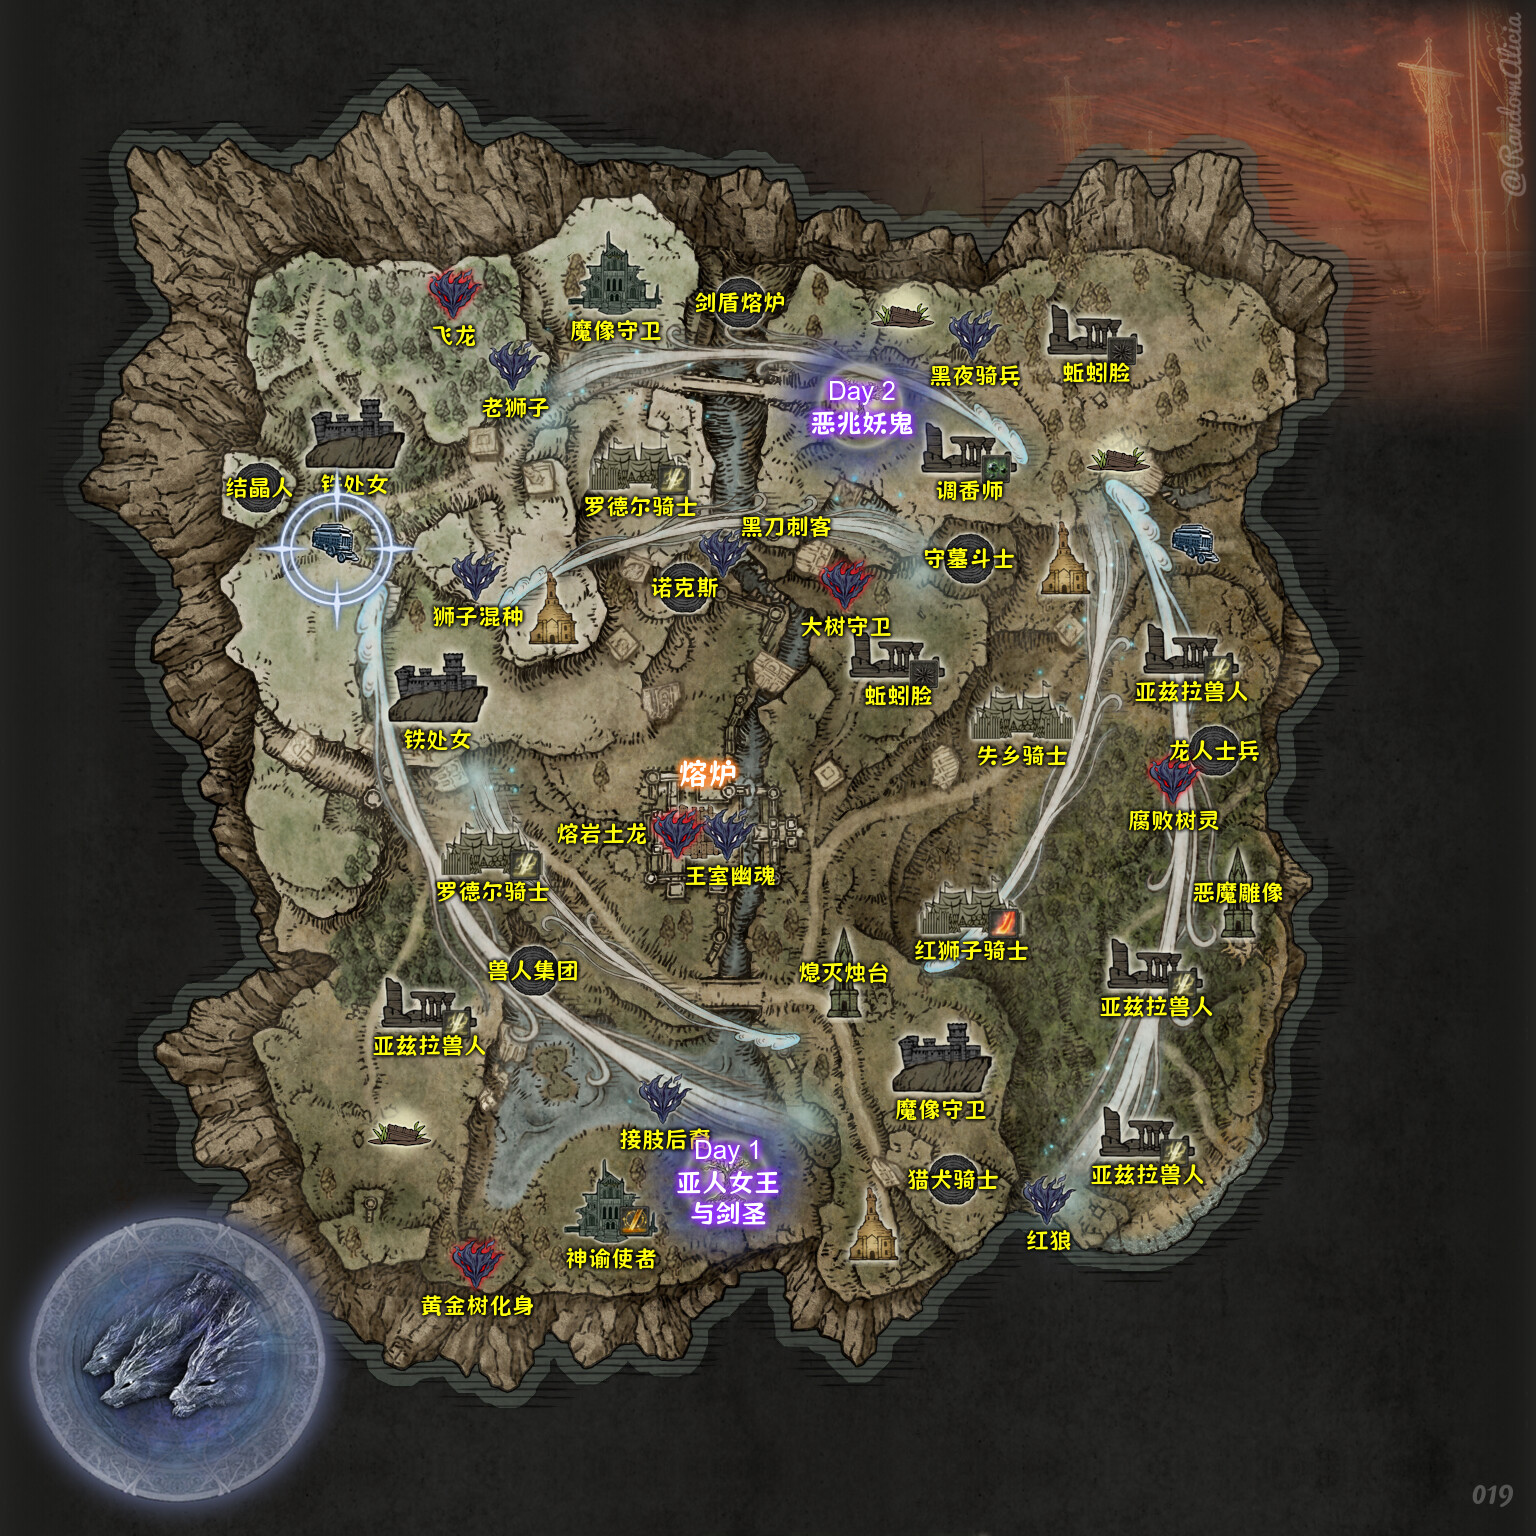 @RandomAlicia
飞龙
魔像守卫
剑盾熔炉
黑夜骑兵
蚯蚓脸
老狮子
Day 2
恶兆妖鬼
结晶人
铁处女
罗德尔骑士
调香师
黑刀刺客
守墓斗士
诺克斯
狮子混种
大树守卫
蚯蚓脸
亚兹拉兽人
铁处女
失乡骑士
龙人士兵
熔炉
熔岩土龙
王室幽魂
腐败树灵
罗德尔骑士
恶魔雕像
兽人集团
熄灭烛台
红狮子骑士
亚兹拉兽人
亚兹拉兽人
魔像守卫
接肢后裔
Day 1
亚人女王
与剑圣
猎犬骑士
亚兹拉兽人
红狼
神谕使者
黄金树化身
019